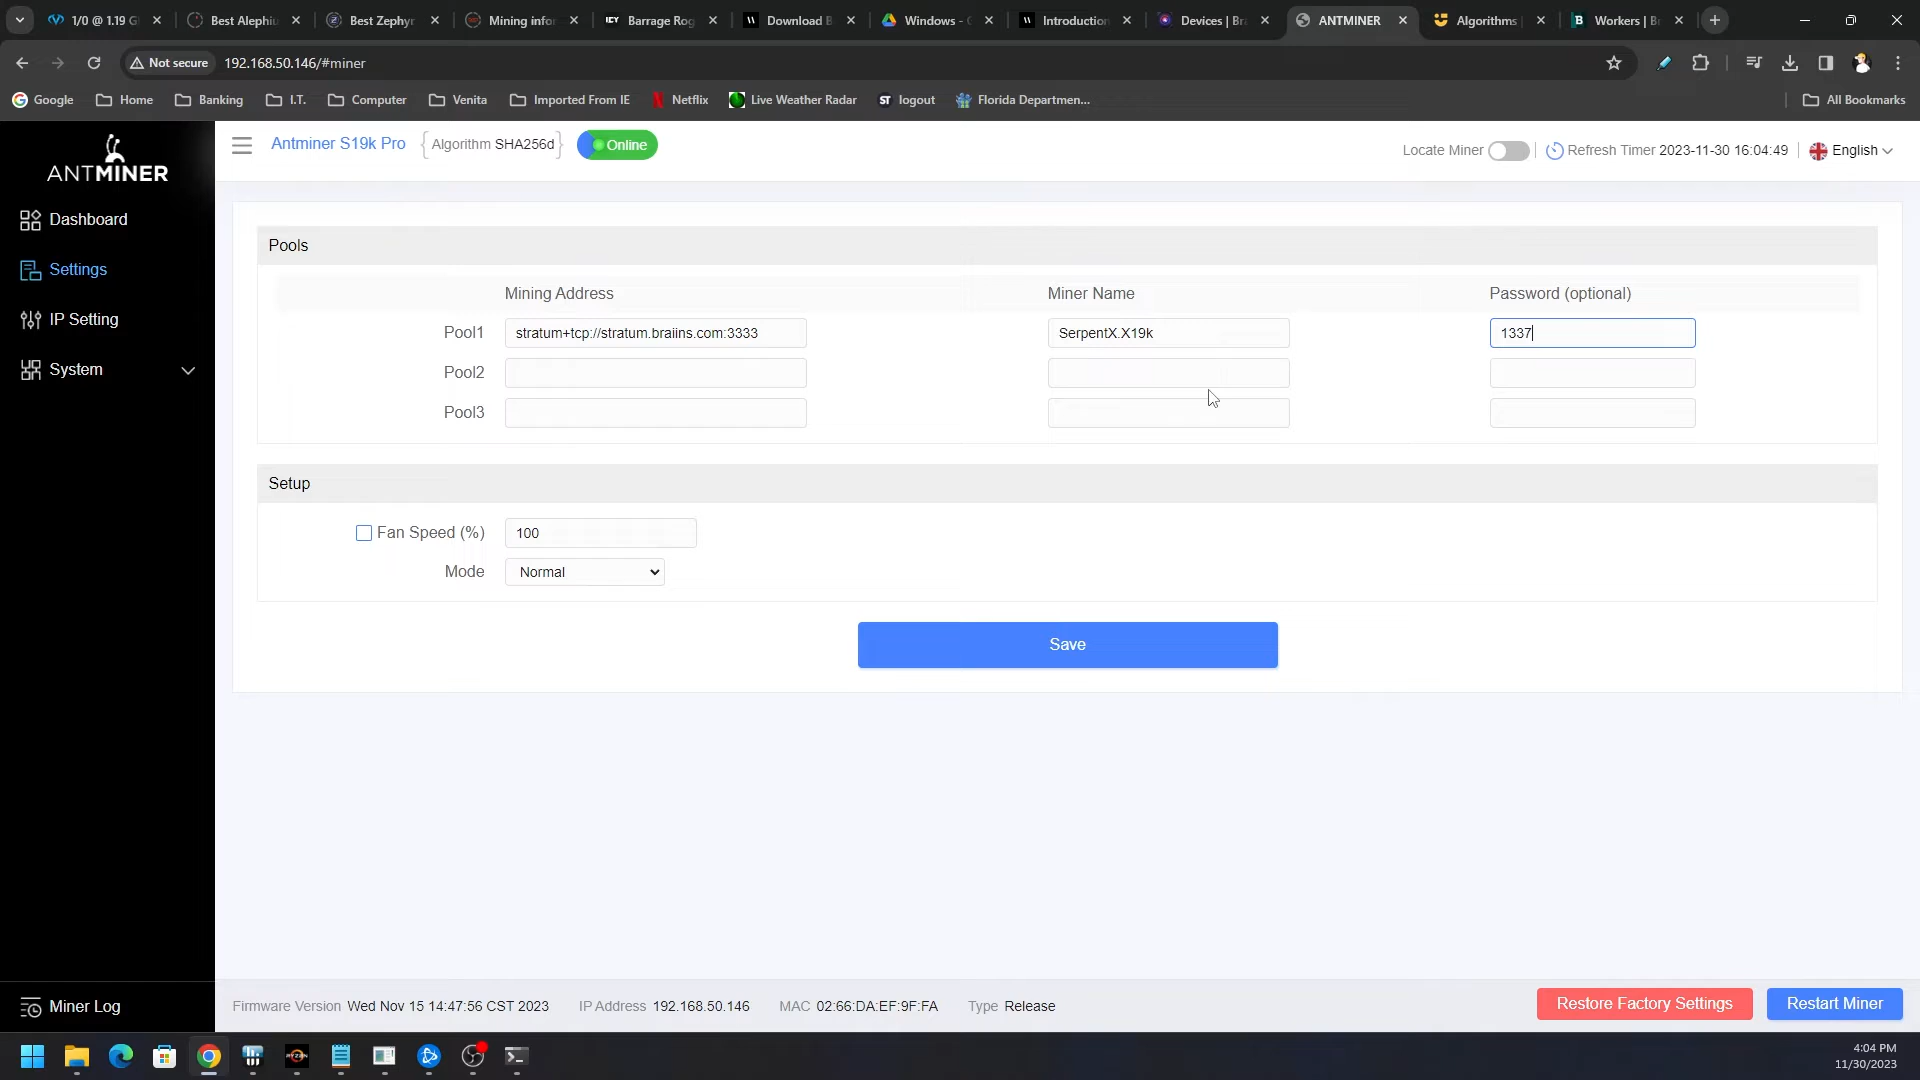 1/0 @ 1.19 G
Best Alephiu
Best Zephyr
Mining infor
ICY
Barrage Rog
Download B
Windows - G
Introduction
Devices | Bra
ANTMINER
Algorithms
Workers | Br
Not secure
192.168.50.146/#miner
Google
Home
Banking
I.T.
Computer
Venita
Imported From IE
Netflix
Live Weather Radar
ST logout
Florida Departmen...
All Bookmarks
ANTMINER
Antminer S19k Pro
Algorithm SHA256d
Online
Locate Miner
Refresh Timer 2023-11-30 16:04:49
English
Dashboard
Settings
IP Setting
System
Pools
Mining Address
Miner Name
Password (optional)
Pool1
stratum+tcp://stratum.braiins.com:3333
SerpentX.X19k
1337
Pool2
Pool3
Setup
Fan Speed (%)
100
Mode
Normal
Save
Miner Log
Firmware Version Wed Nov 15 14:47:56 CST 2023
IP Address 192.168.50.146
MAC 02:66:DA:EF:9F:FA
Type Release
Restore Factory Settings
Restart Miner
RYZEN
4:04 PM
11/30/2023